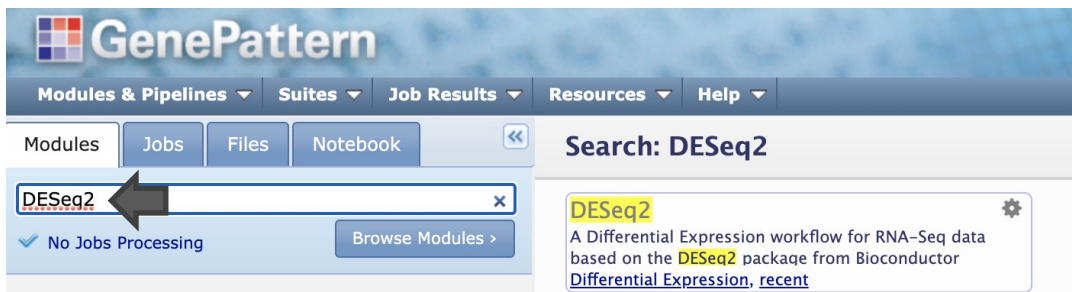 GenePattern
Modules & Pipelines Suites Job Results Resources Help
Modules Jobs Files Notebook
DESeq2
No Jobs Processing
Browse Modules ›
Search: DESeq2
DESeq2
A Differential Expression workflow for RNA-Seq data
based on the DESeq2 package from Bioconductor
Differential Expression, recent